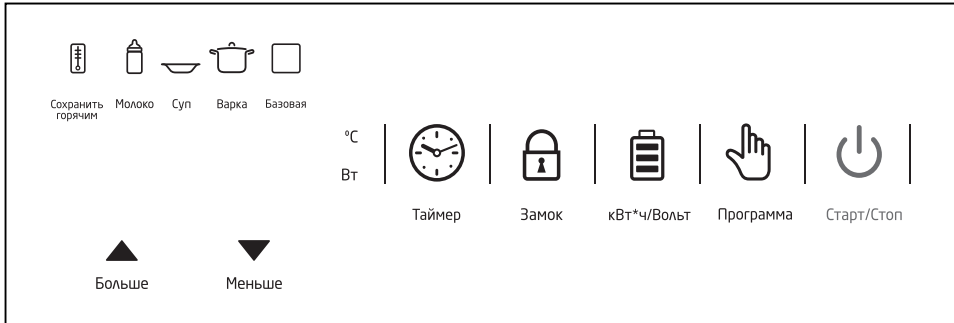 Сохранить
горячим
Молоко
Суп
Варка
Базовая
°C
Вт
Таймер
Замок
кВт*ч/Вольт
Программа
Старт/Стоп
Больше
Меньше